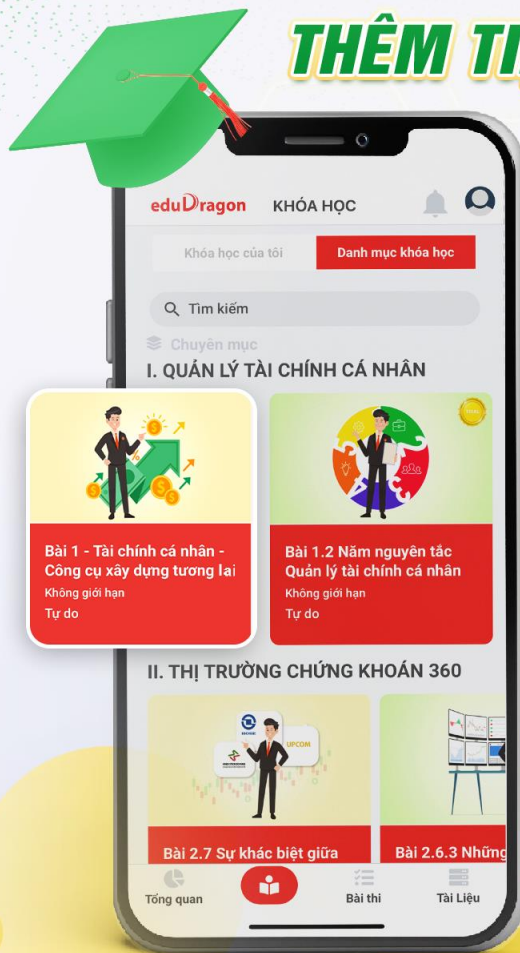 THÊM
eduDragon
KHÓA HỌC
Khóa học của tôi
Danh mục khóa học
Tìm kiếm
Chuyên mục
I. QUẢN LÝ TÀI CHÍNH CÁ NHÂN
Bài 1 - Tài chính cá nhân -
Công cụ xây dựng tương lai
Không giới hạn
Tự do
Bài 1.2 Năm nguyên tắc
Quản lý tài chính cá nhân
Không giới hạn
Tự do
II. THỊ TRƯỜNG CHỨNG KHOÁN 360
UPCOM
Bài 2.7 Sự khác biệt giữa
Bài 2.6.3 Những
Tổng quan
Bài thi
Tài Liệu